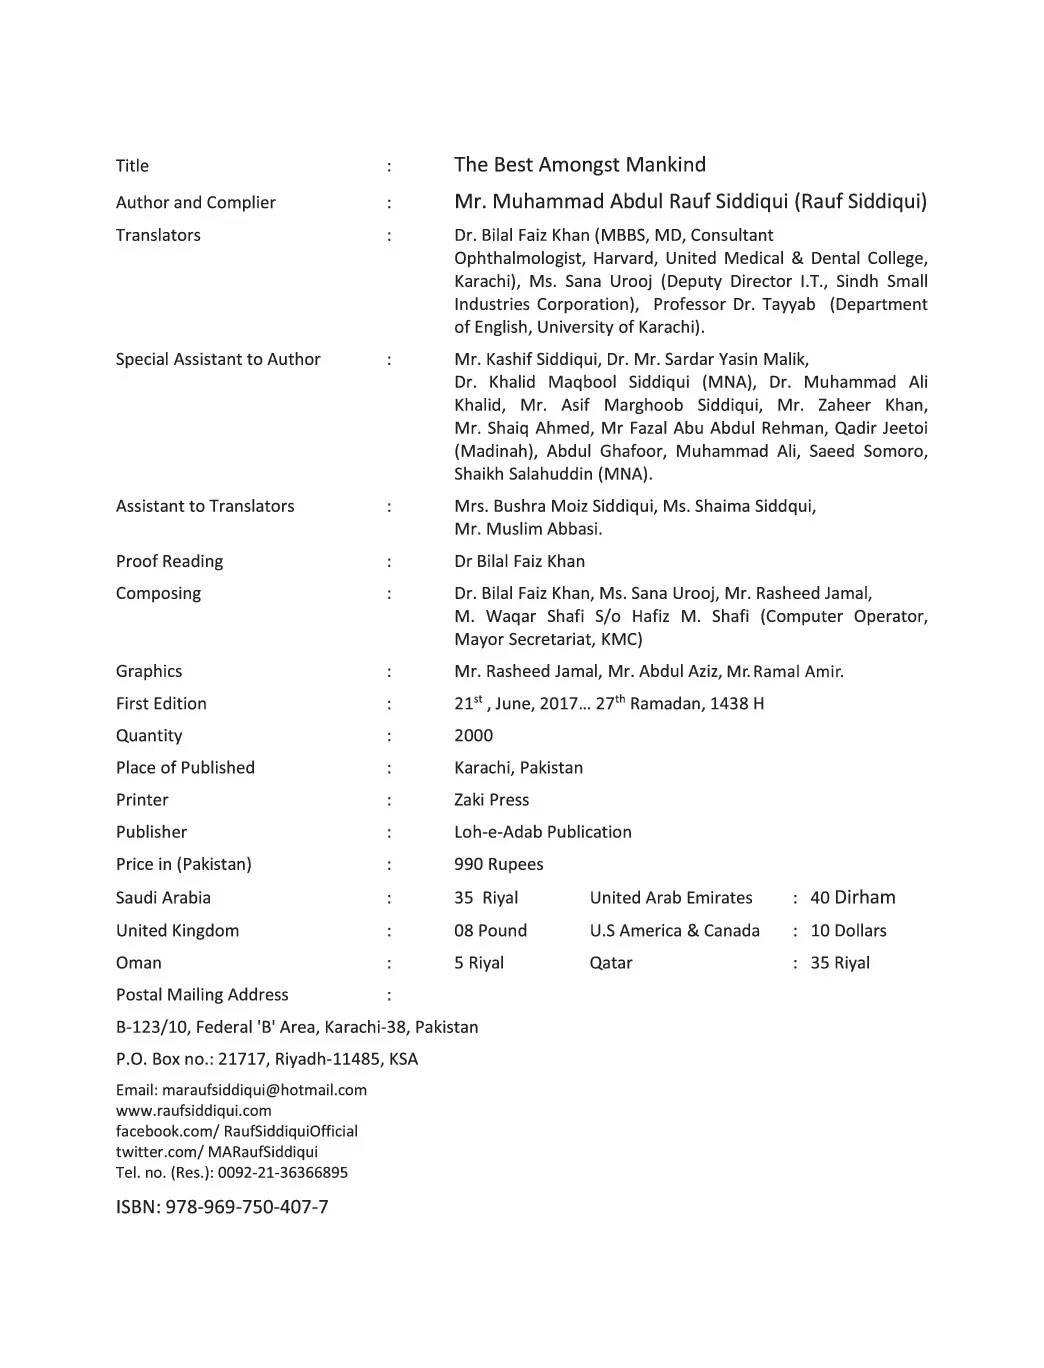 Title : The Best Amongst Mankind
Author and Complier : Mr. Muhammad Abdul Rauf Siddiqui (Rauf Siddiqui)
Translators : Dr. Bilal Faiz Khan (MBBS, MD, Consultant
Ophthalmologist, Harvard, United Medical & Dental College,
Karachi), Ms. Sana Urooj (Deputy Director I.T., Sindh Small
Industries Corporation), Professor Dr. Tayyab (Department
of English, University of Karachi).
Special Assistant to Author : Mr. Kashif Siddiqui, Dr. Mr. Sardar Yasin Malik,
Dr. Khalid Maqbool Siddiqui (MNA), Dr. Muhammad Ali
Khalid, Mr. Asif Marghoob Siddiqui, Mr. Zaheer Khan,
Mr. Shaiq Ahmed, Mr Fazal Abu Abdul Rehman, Qadir Jeetoi
(Madinah), Abdul Ghafoor, Muhammad Ali, Saeed Somoro,
Shaikh Salahuddin (MNA).
Assistant to Translators : Mrs. Bushra Moiz Siddiqui, Ms. Shaima Siddqui,
Mr. Muslim Abbasi.
Proof Reading : Dr Bilal Faiz Khan
Composing : Dr. Bilal Faiz Khan, Ms. Sana Urooj, Mr. Rasheed Jamal,
M. Waqar Shafi S/o Hafiz M. Shafi (Computer Operator,
Mayor Secretariat, KMC)
Graphics : Mr. Rasheed Jamal, Mr. Abdul Aziz, Mr. Ramal Amir.
First Edition : 21st , June, 2017... 27th Ramadan, 1438 H
Quantity : 2000
Place of Published : Karachi, Pakistan
Printer : Zaki Press
Publisher : Loh-e-Adab Publication
Price in (Pakistan) : 990 Rupees
Saudi Arabia : 35 Riyal United Arab Emirates : 40 Dirham
United Kingdom : 08 Pound U.S America & Canada : 10 Dollars
Oman : 5 Riyal Qatar : 35 Riyal
Postal Mailing Address :
B-123/10, Federal 'B' Area, Karachi-38, Pakistan
P.O. Box no.: 21717, Riyadh-11485, KSA
Email: maraufsiddiqui@hotmail.com
www.raufsiddiqui.com
facebook.com/ RaufSiddiquiOfficial
twitter.com/ MARaufSiddiqui
Tel. no. (Res.): 0092-21-36366895
ISBN: 978-969-750-407-7